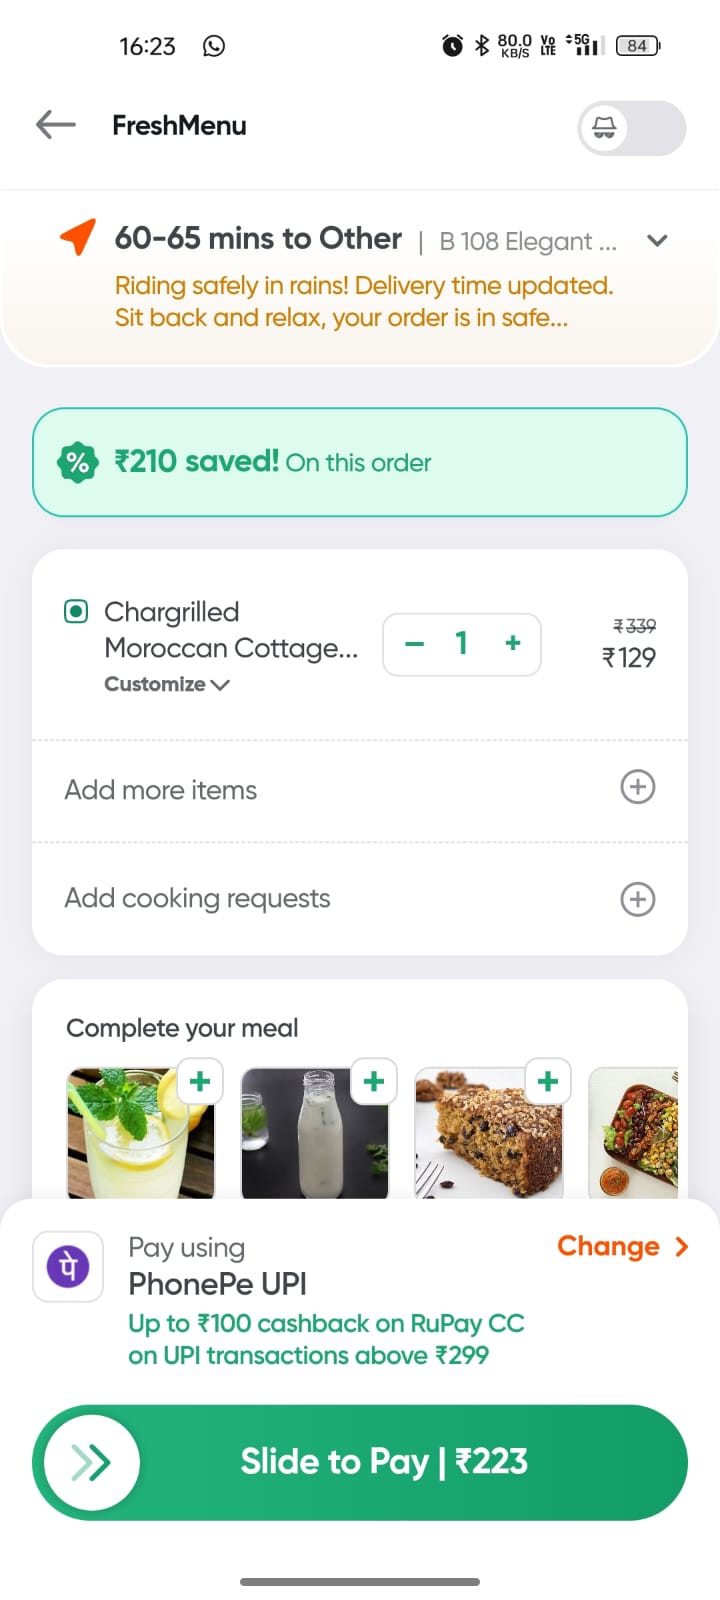 16:23
80.0 KB/S
Vo LTE
5G
84
FreshMenu
60-65 mins to Other | B 108 Elegant ...
Riding safely in rains! Delivery time updated.
Sit back and relax, your order is in safe...
% ₹210 saved! On this order
Chargrilled
Moroccan Cottage...
Customize
− 1 +
₹339
₹129
Add more items
Add cooking requests
Complete your meal
Pay using
Change
पे
PhonePe UPI
Up to ₹100 cashback on RuPay CC
on UPI transactions above ₹299
Slide to Pay | ₹223